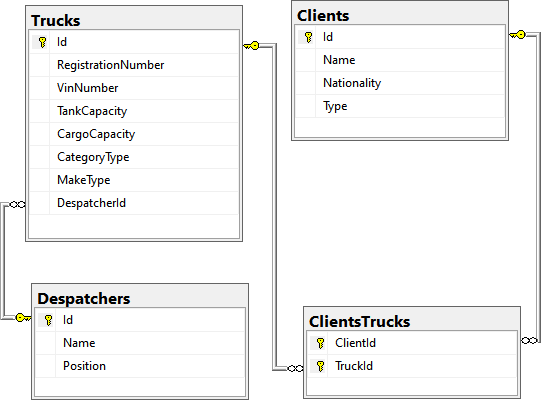 Trucks
Id
RegistrationNumber
VinNumber
TankCapacity
CargoCapacity
CategoryType
MakeType
DespatcherId
Clients
Id
Name
Nationality
Type
Despatchers
Id
Name
Position
ClientsTrucks
ClientId
TruckId